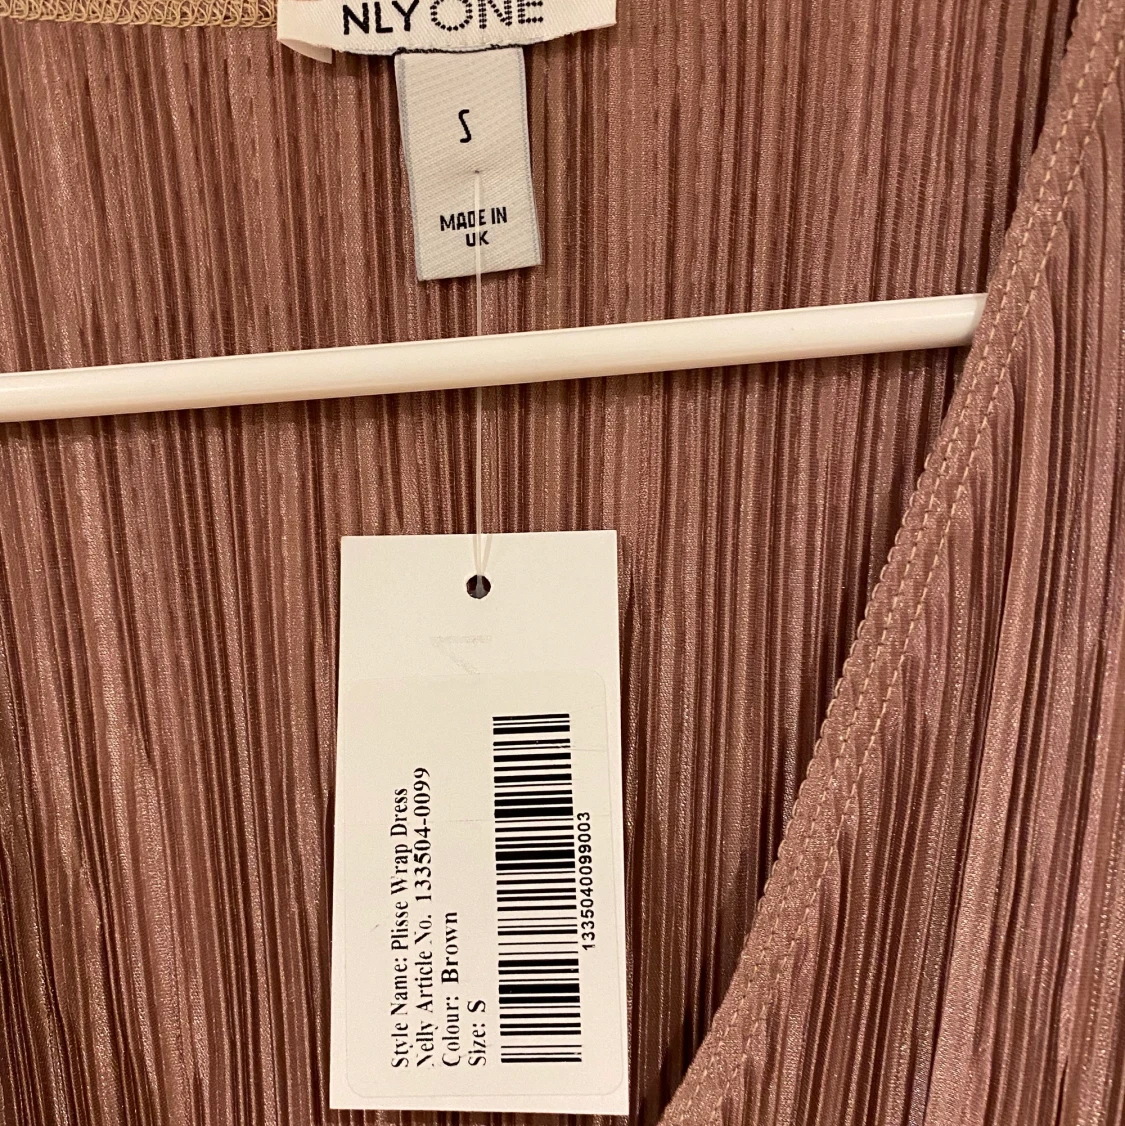 NLY ONE
S
MADE IN
UK
Style Name: Plisse Wrap Dress
Nelly Article No. 133504-0099
Colour: Brown
Size: S
1335040099003